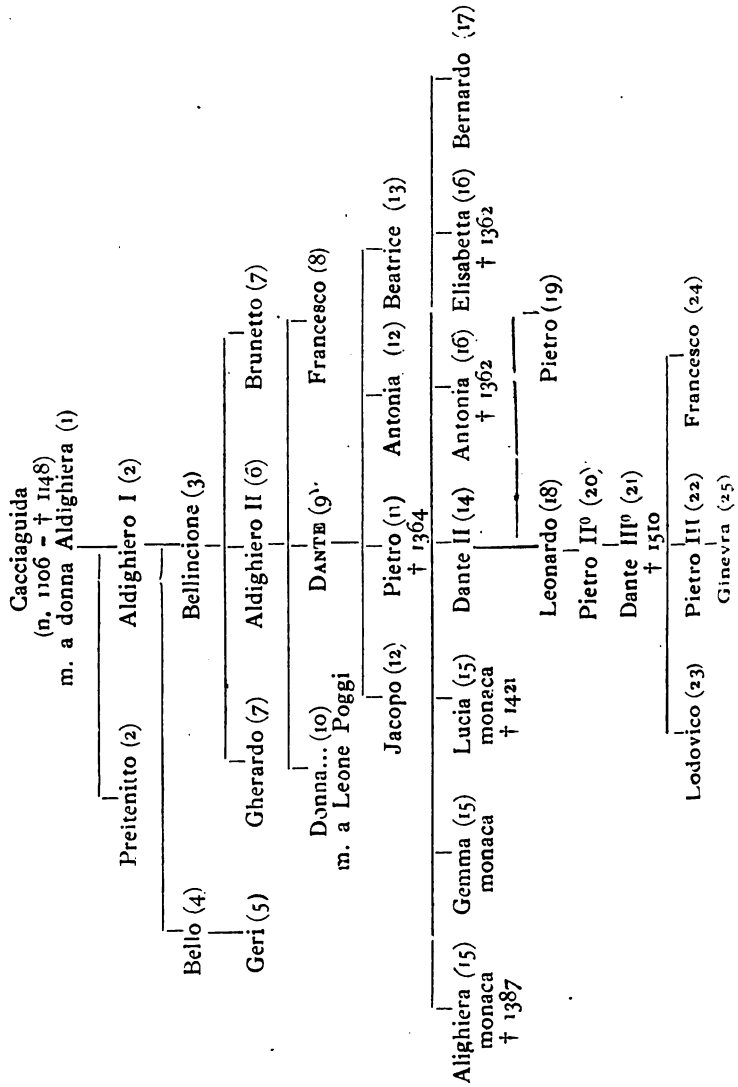 Cacciaguida
(n. 1106 - † 1148)
m. a donna Aldighiera (1)
Preitenitto (2) Aldighiero I (2)
Bello (4) Bellincione (3)
Geri (5) Gherardo (7) Aldighiero II (6) Brunetto (7)
Donna... (10) DANTE (9) Francesco (8)
m. a Leone Poggi
Jacopo (12) Pietro (11) Antonia (12) Beatrice (13)
† 1364
Alighiera (15) Gemma (15) Lucia (15) Dante II (14) Antonia (16) Elisabetta (16) Bernardo (17)
monaca monaca monaca † 1362 † 1362
† 1387 † 1421
Leonardo (18) Pietro (19)
Pietro IIº (20)
Dante IIIº (21)
† 1510
Lodovico (23) Pietro III (22) Francesco (24)
Ginevra (25)